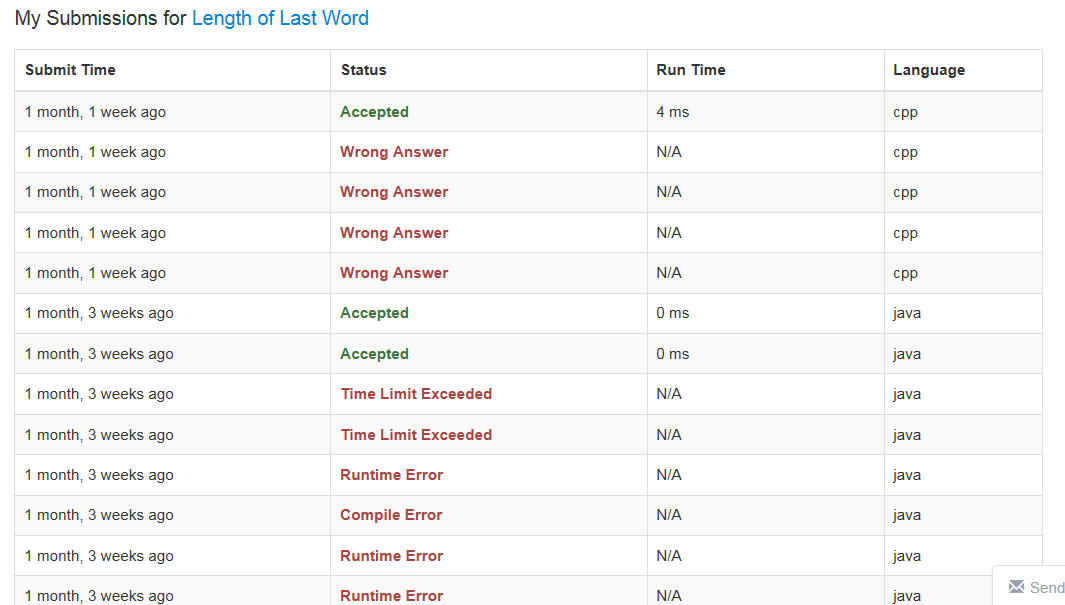 My Submissions for Length of Last Word
Submit Time Status Run Time Language
1 month, 1 week ago Accepted 4 ms cpp
1 month, 1 week ago Wrong Answer N/A cpp
1 month, 1 week ago Wrong Answer N/A cpp
1 month, 1 week ago Wrong Answer N/A cpp
1 month, 1 week ago Wrong Answer N/A cpp
1 month, 3 weeks ago Accepted 0 ms java
1 month, 3 weeks ago Accepted 0 ms java
1 month, 3 weeks ago Time Limit Exceeded N/A java
1 month, 3 weeks ago Time Limit Exceeded N/A java
1 month, 3 weeks ago Runtime Error N/A java
1 month, 3 weeks ago Compile Error N/A java
1 month, 3 weeks ago Runtime Error N/A java
1 month, 3 weeks ago Runtime Error N/A java
Send